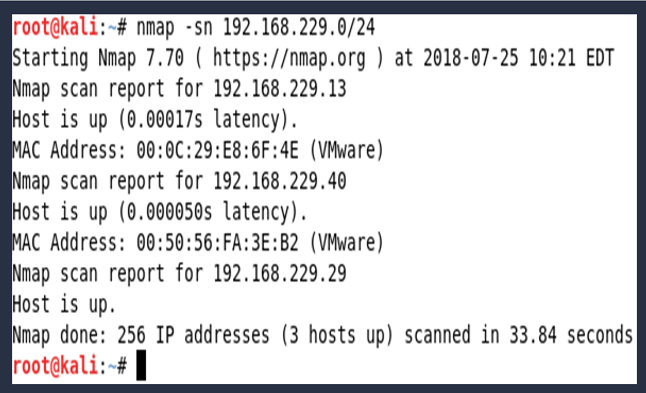 root@kali:~# nmap -sn 192.168.229.0/24
Starting Nmap 7.70 ( https://nmap.org ) at 2018-07-25 10:21 EDT
Nmap scan report for 192.168.229.13
Host is up (0.00017s latency).
MAC Address: 00:0C:29:E8:6F:4E (VMware)
Nmap scan report for 192.168.229.40
Host is up (0.000050s latency).
MAC Address: 00:50:56:FA:3E:B2 (VMware)
Nmap scan report for 192.168.229.29
Host is up.
Nmap done: 256 IP addresses (3 hosts up) scanned in 33.84 seconds
root@kali:~#